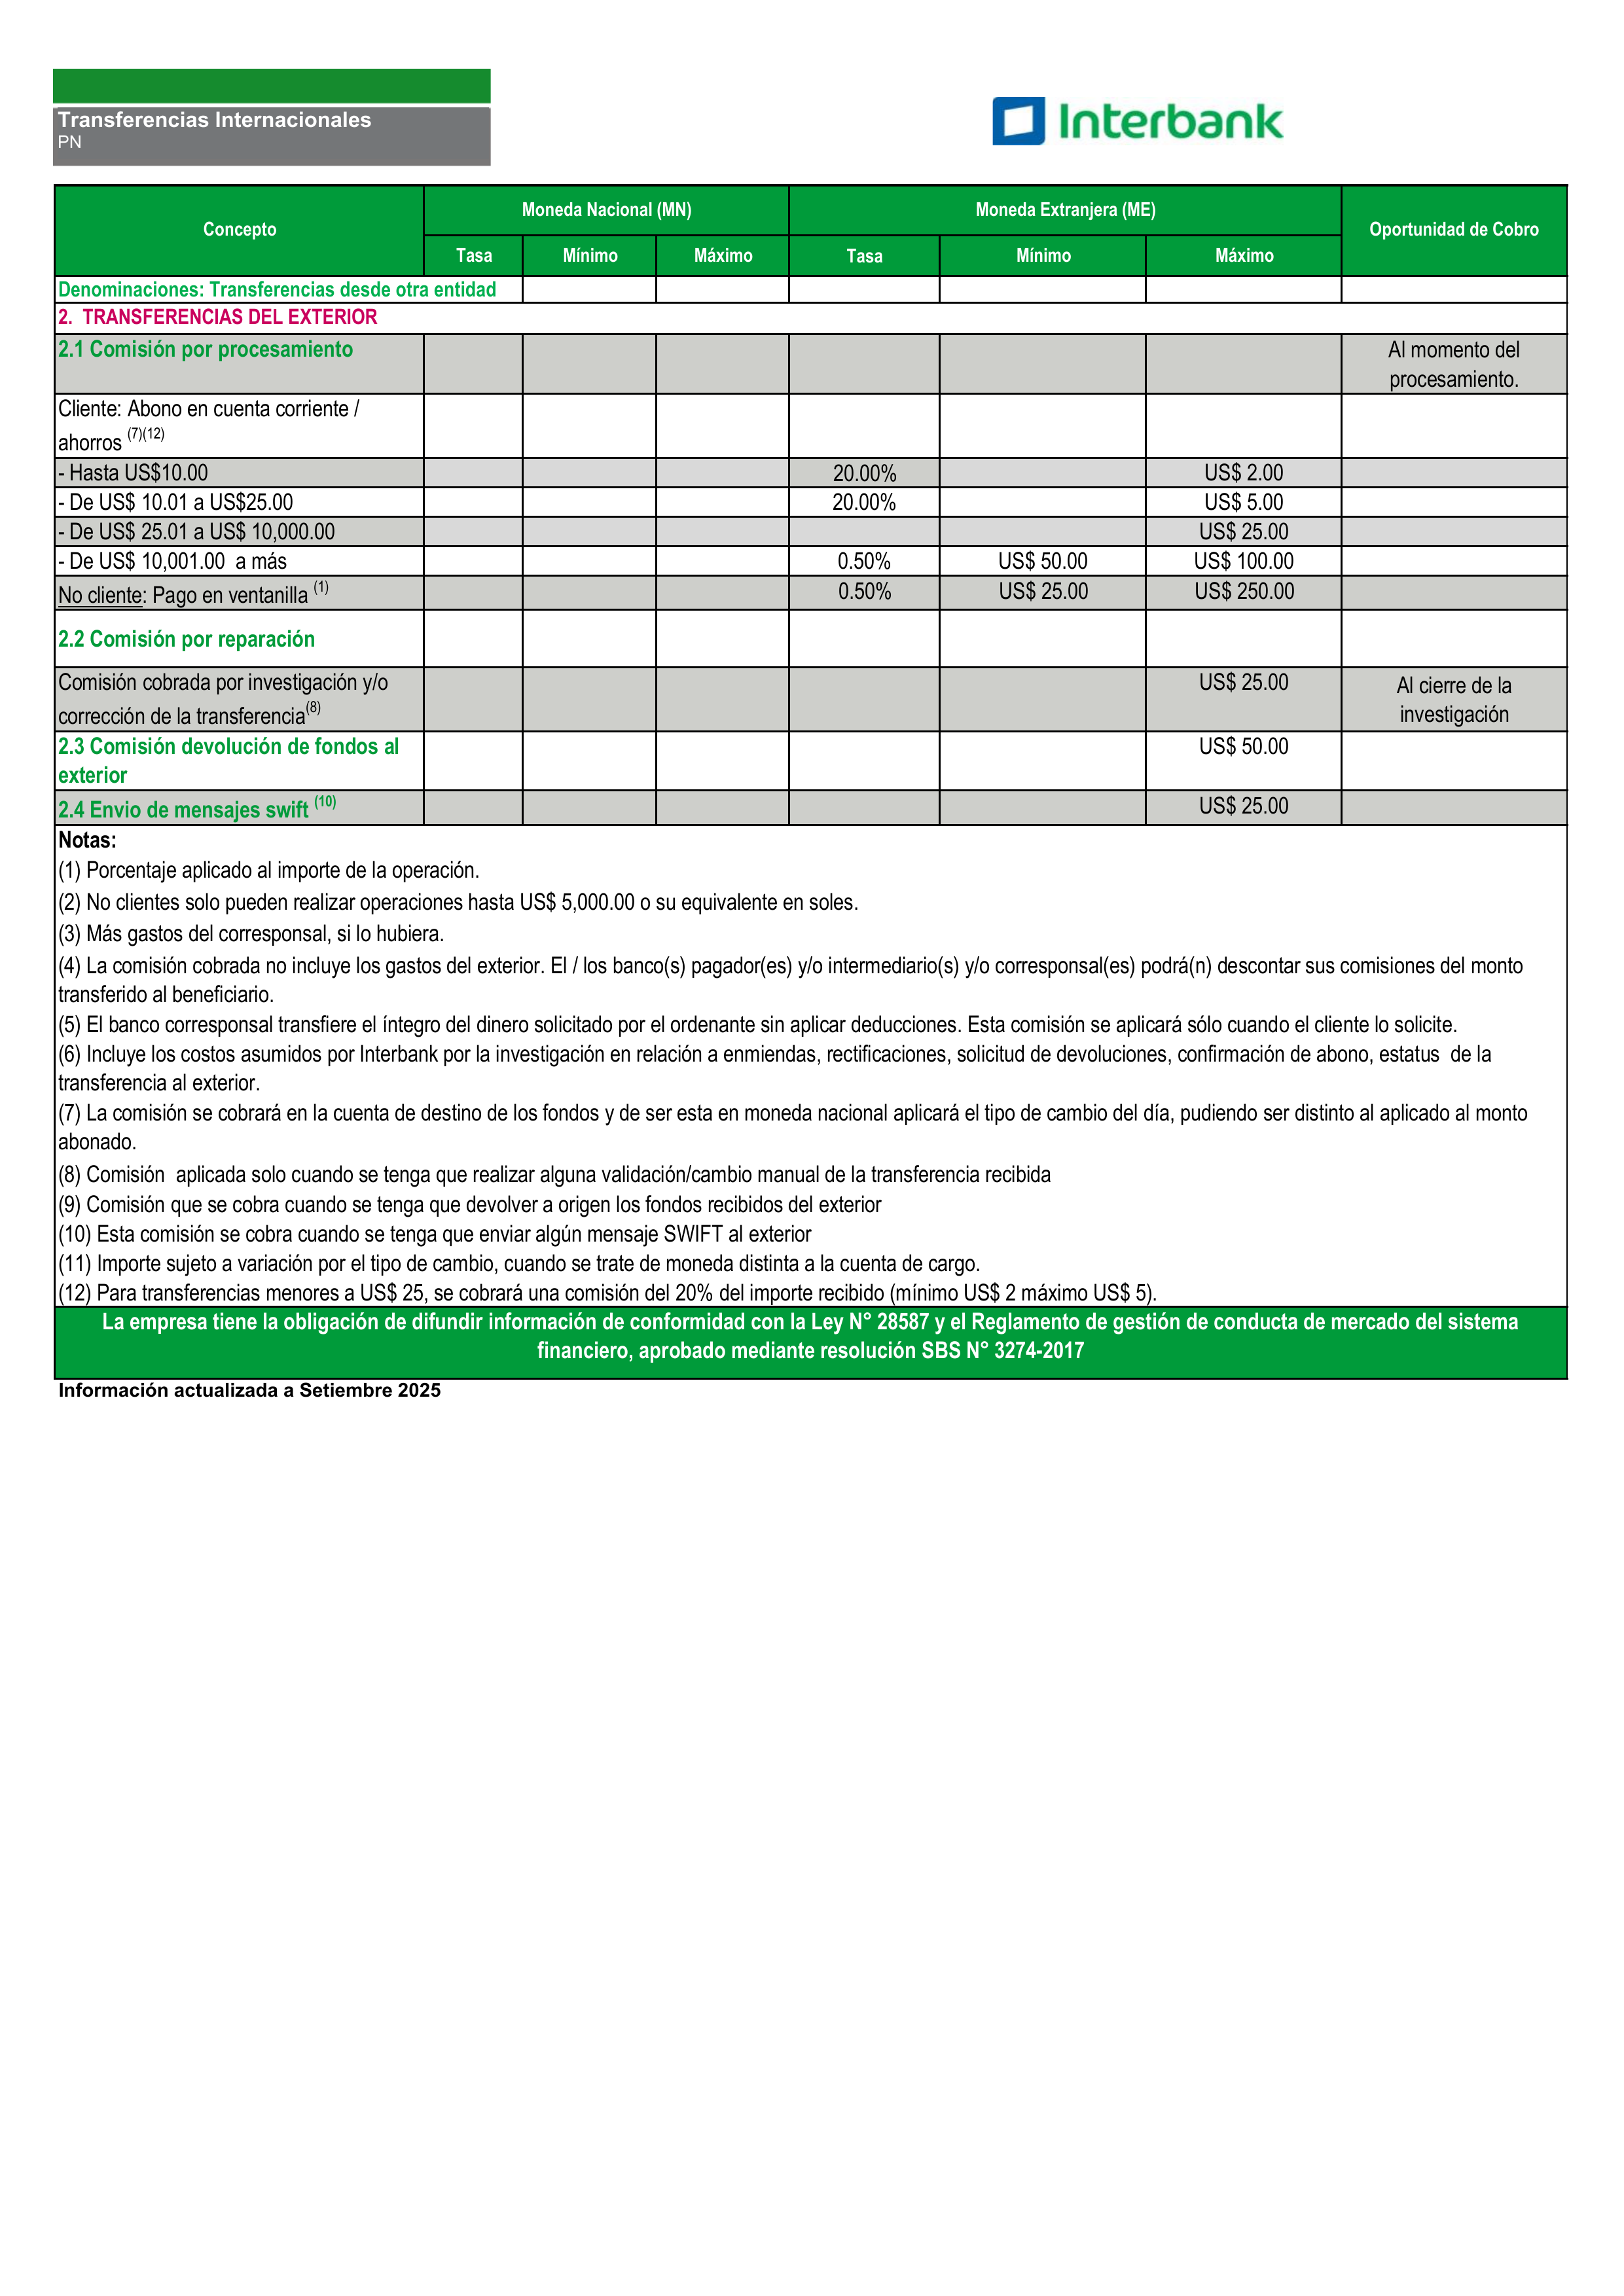 Transferencias Internacionales
PN
Interbank
Concepto
Moneda Nacional (MN)
Moneda Extranjera (ME)
Oportunidad de Cobro
Tasa
Mínimo
Máximo
Tasa
Mínimo
Máximo
Denominaciones: Transferencias desde otra entidad
2. TRANSFERENCIAS DEL EXTERIOR
2.1 Comisión por procesamiento
Al momento del
procesamiento.
Cliente: Abono en cuenta corriente /
ahorros (7)(12)
- Hasta US$10.00 20.00% US$ 2.00
- De US$ 10.01 a US$25.00 20.00% US$ 5.00
- De US$ 25.01 a US$ 10,000.00 US$ 25.00
- De US$ 10,001.00 a más 0.50% US$ 50.00 US$ 100.00
No cliente: Pago en ventanilla (1) 0.50% US$ 25.00 US$ 250.00
2.2 Comisión por reparación
Comisión cobrada por investigación y/o
corrección de la transferencia(8)
US$ 25.00
Al cierre de la
investigación
2.3 Comisión devolución de fondos al
exterior
US$ 50.00
2.4 Envio de mensajes swift (10) US$ 25.00
Notas:
(1) Porcentaje aplicado al importe de la operación.
(2) No clientes solo pueden realizar operaciones hasta US$ 5,000.00 o su equivalente en soles.
(3) Más gastos del corresponsal, si lo hubiera.
(4) La comisión cobrada no incluye los gastos del exterior. El / los banco(s) pagador(es) y/o intermediario(s) y/o corresponsal(es) podrá(n) descontar sus comisiones del monto
transferido al beneficiario.
(5) El banco corresponsal transfiere el íntegro del dinero solicitado por el ordenante sin aplicar deducciones. Esta comisión se aplicará sólo cuando el cliente lo solicite.
(6) Incluye los costos asumidos por Interbank por la investigación en relación a enmiendas, rectificaciones, solicitud de devoluciones, confirmación de abono, estatus de la
transferencia al exterior.
(7) La comisión se cobrará en la cuenta de destino de los fondos y de ser esta en moneda nacional aplicará el tipo de cambio del día, pudiendo ser distinto al aplicado al monto
abonado.
(8) Comisión aplicada solo cuando se tenga que realizar alguna validación/cambio manual de la transferencia recibida
(9) Comisión que se cobra cuando se tenga que devolver a origen los fondos recibidos del exterior
(10) Esta comisión se cobra cuando se tenga que enviar algún mensaje SWIFT al exterior
(11) Importe sujeto a variación por el tipo de cambio, cuando se trate de moneda distinta a la cuenta de cargo.
(12) Para transferencias menores a US$ 25, se cobrará una comisión del 20% del importe recibido (mínimo US$ 2 máximo US$ 5).
La empresa tiene la obligación de difundir información de conformidad con la Ley N° 28587 y el Reglamento de gestión de conducta de mercado del sistema
financiero, aprobado mediante resolución SBS N° 3274-2017
Información actualizada a Setiembre 2025